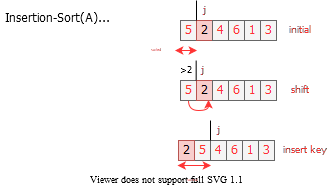 Insertion-Sort(A)...
j
5 2 4 6 1 3 initial
sorted
>2 j
5 2 4 6 1 3 shift
j
2 5 4 6 1 3 insert key
Viewer does not support full SVG 1.1